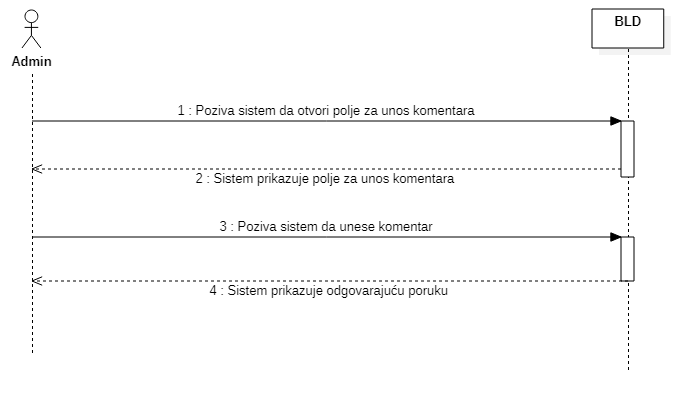 Admin
BLD
1 : Poziva sistem da otvori polje za unos komentara
2 : Sistem prikazuje polje za unos komentara
3 : Poziva sistem da unese komentar
4 : Sistem prikazuje odgovarajuću poruku